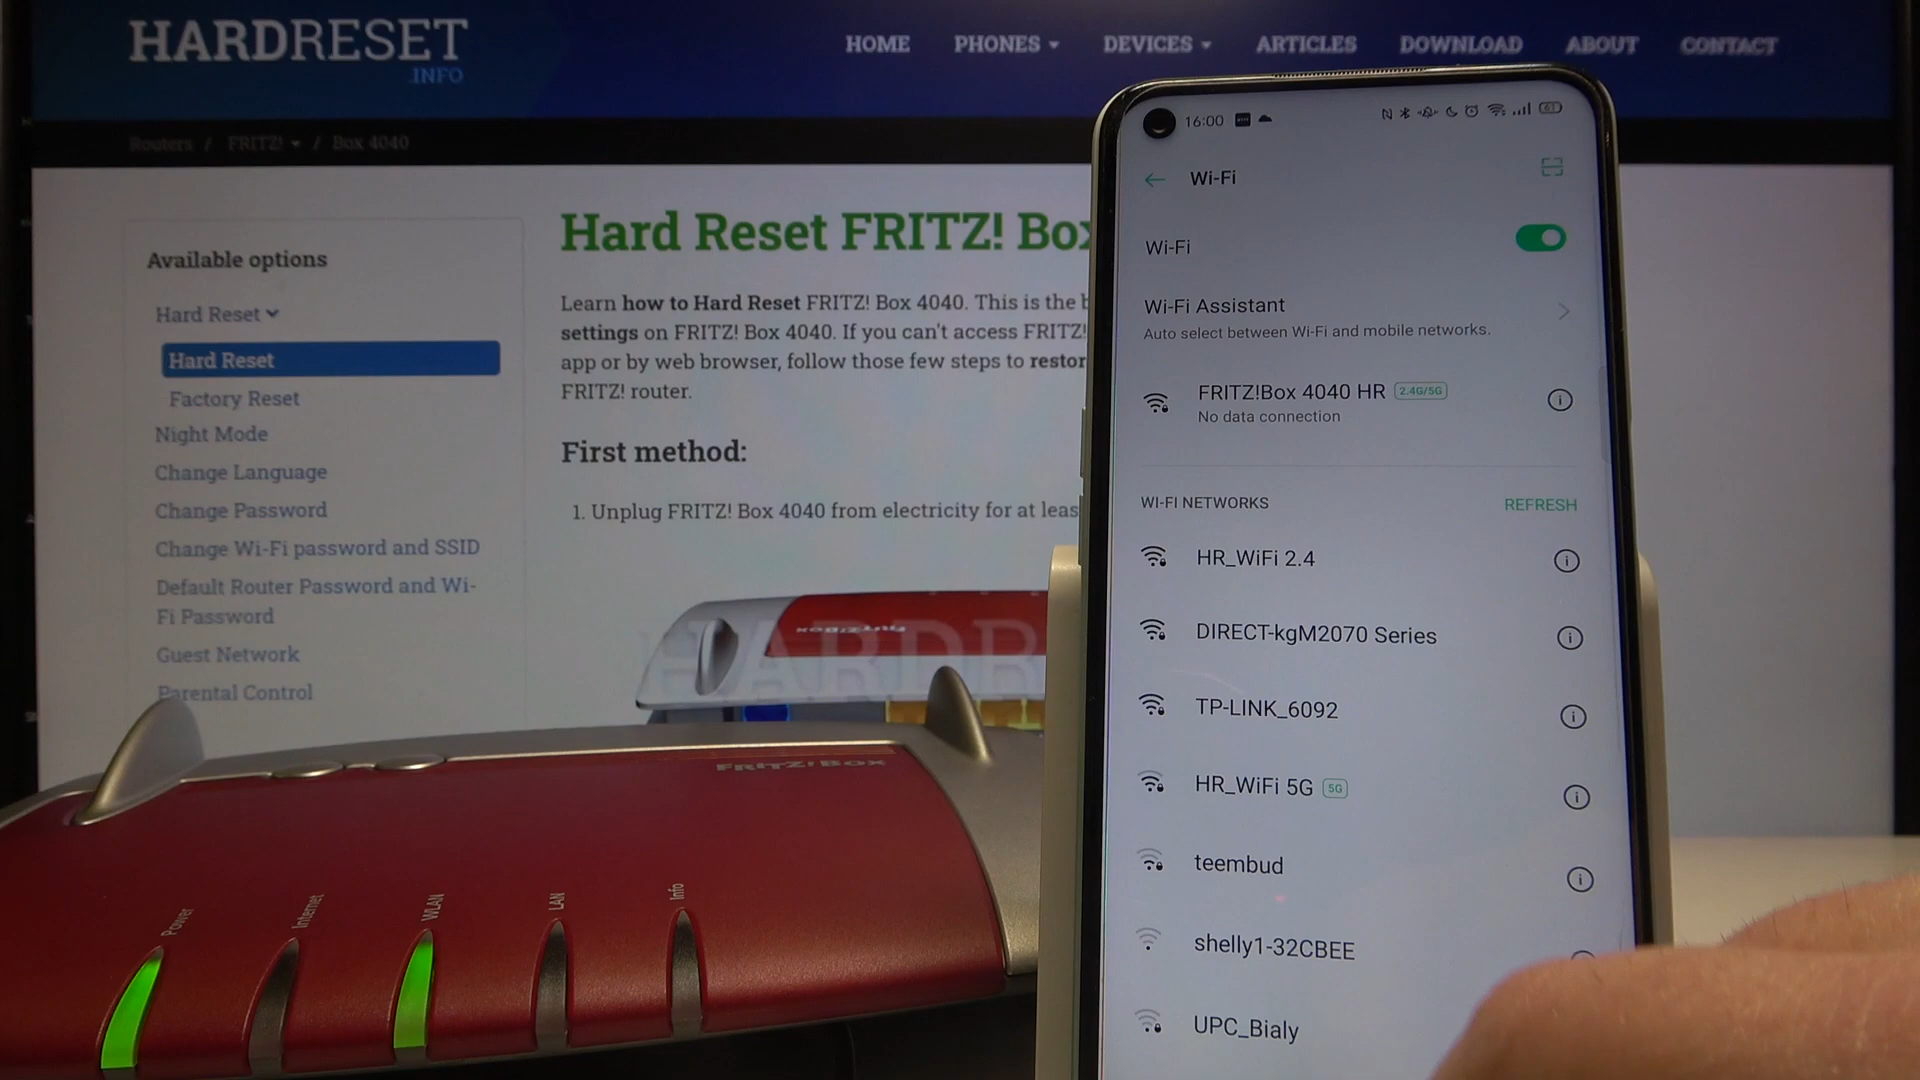 HARDRESET
.INFO
HOME PHONES DEVICES ARTICLES DOWNLOAD ABOUT CONTACT
Routers / FRITZ! / Box 4040
Available options
Hard Reset
Hard Reset
Factory Reset
Night Mode
Change Language
Change Password
Change Wi-Fi password and SSID
Default Router Password and Wi-
Fi Password
Guest Network
Parental Control
Hard Reset FRITZ! Box
Learn how to Hard Reset FRITZ! Box 4040. This is the b
settings on FRITZ! Box 4040. If you can't access FRITZ!
app or by web browser, follow those few steps to restor
FRITZ! router.
First method:
1. Unplug FRITZ! Box 4040 from electricity for at leas
FRITZ!Box
HARDR
16:00
61
Wi-Fi
Wi-Fi
Wi-Fi Assistant
Auto select between Wi-Fi and mobile networks.
FRITZ!Box 4040 HR 2.4G/5G
No data connection
WI-FI NETWORKS REFRESH
HR_WiFi 2.4
DIRECT-kgM2070 Series
TP-LINK_6092
HR_WiFi 5G 5G
teembud
shelly1-32CBEE
UPC_Bialy
FRITZ!BOX
Power Internet WLAN LAN Info